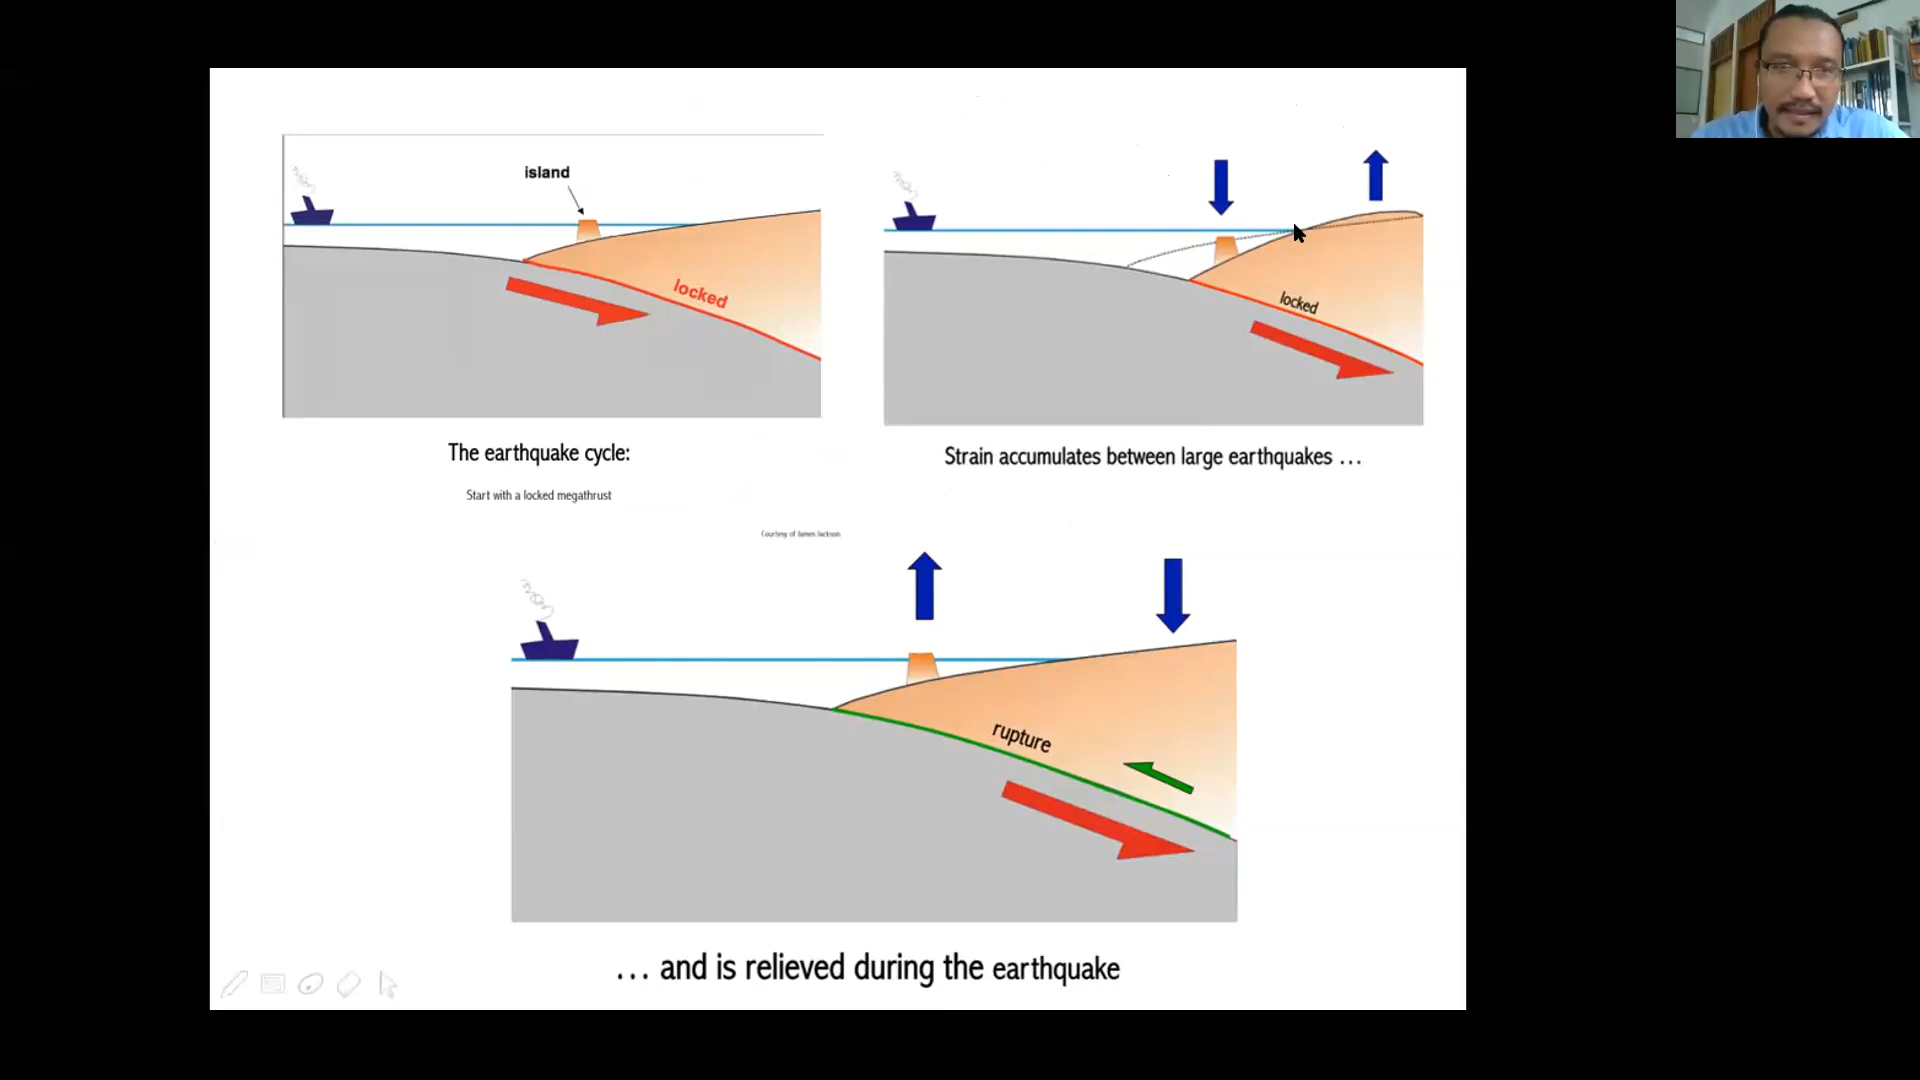 island
locked
The earthquake cycle:
Start with a locked megathrust
locked
Strain accumulates between large earthquakes ...
Courtesy of James Jackson
rupture
... and is relieved during the earthquake